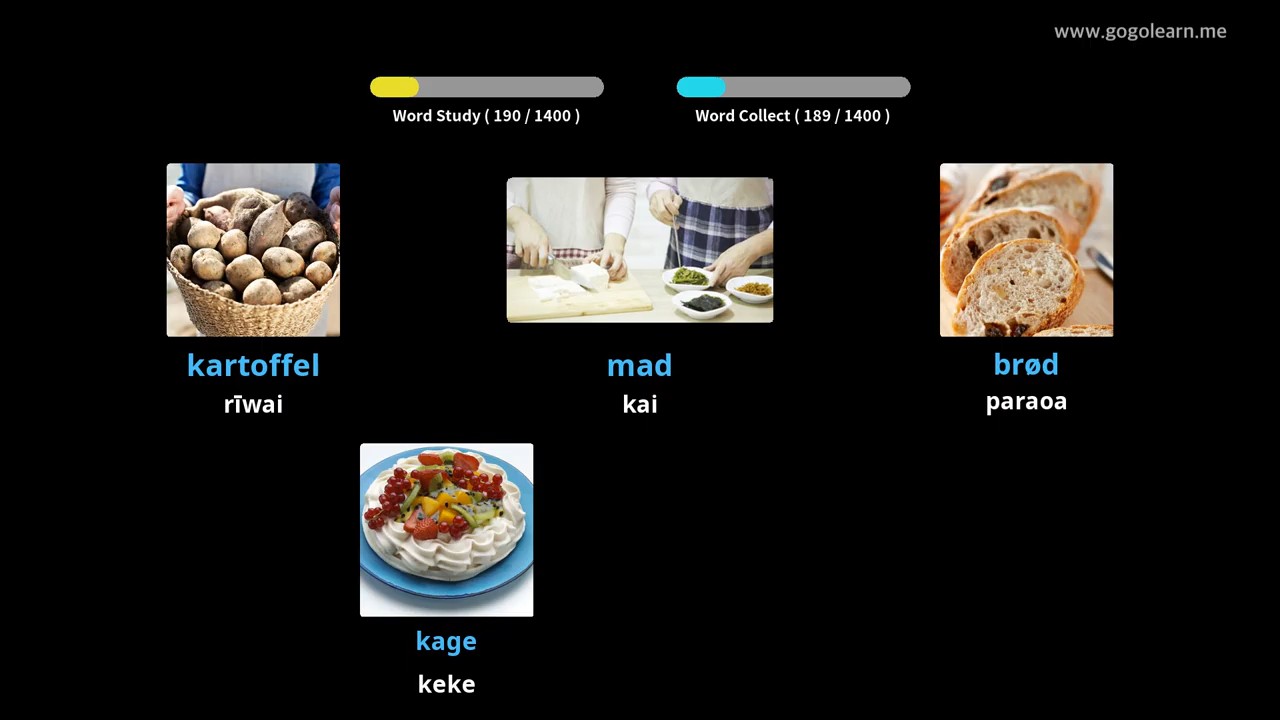 www.gogolearn.me
Word Study ( 190 / 1400 )
Word Collect ( 189 / 1400 )
kartoffel
rīwai
mad
kai
brød
paraoa
kage
keke